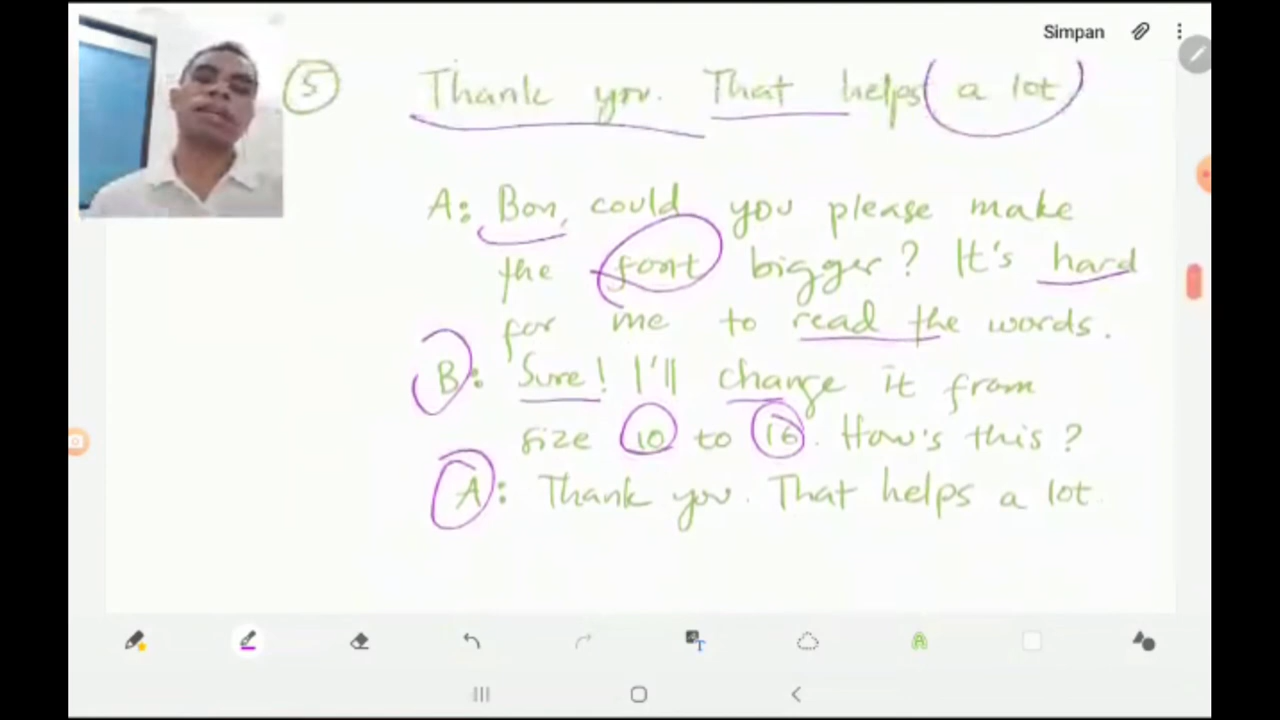 Simpan
5 Thank you. That helps a lot
A: Bon, could you please make
the font bigger? It's hard
for me to read the words.
B: Sure! I'll change it from
size 10 to 16. How's this?
A: Thank you. That helps a lot.